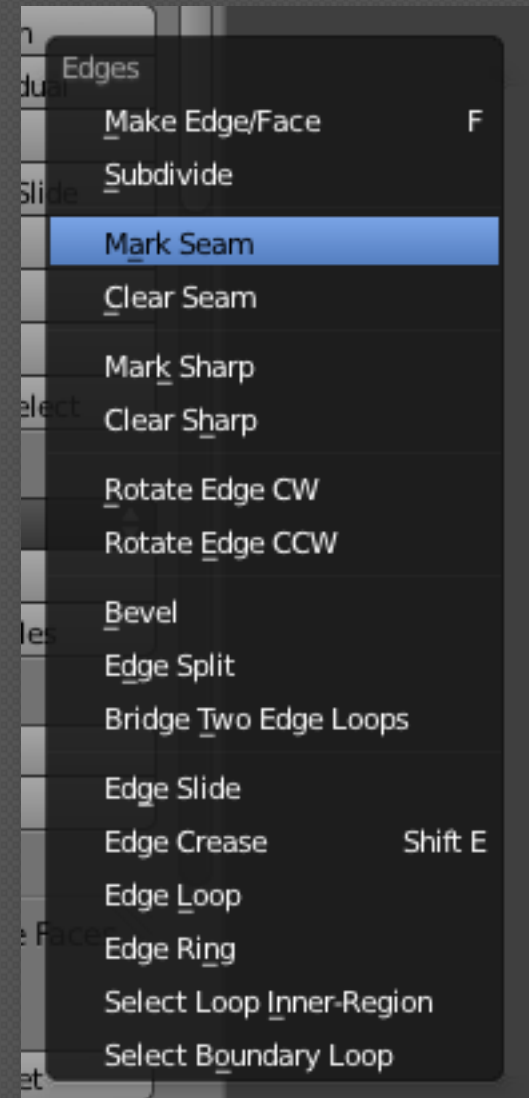 Edges
Make Edge/Face F
Subdivide
Mark Seam
Clear Seam
Mark Sharp
Clear Sharp
Rotate Edge CW
Rotate Edge CCW
Bevel
Edge Split
Bridge Two Edge Loops
Edge Slide
Edge Crease Shift E
Edge Loop
Edge Ring
Select Loop Inner-Region
Select Boundary Loop